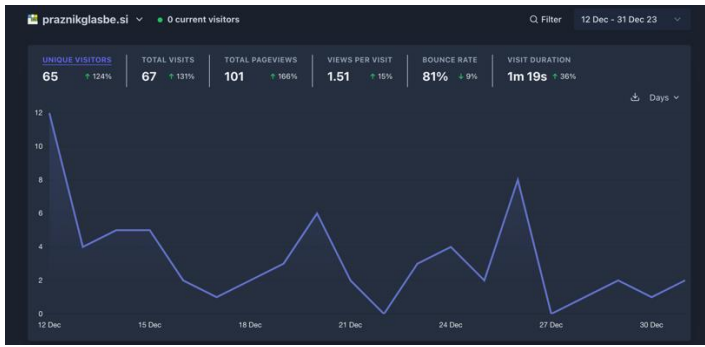 praznikglasbe.si 0 current visitors Filter 12 Dec - 31 Dec 23
UNIQUE VISITORS TOTAL VISITS TOTAL PAGEVIEWS VIEWS PER VISIT BOUNCE RATE VISIT DURATION
65 ↑ 124% 67 ↑ 131% 101 ↑ 166% 1.51 ↑ 15% 81% ↓ 9% 1m 19s ↑ 36%
Days
12
10
8
6
4
2
0
12 Dec 15 Dec 18 Dec 21 Dec 24 Dec 27 Dec 30 Dec